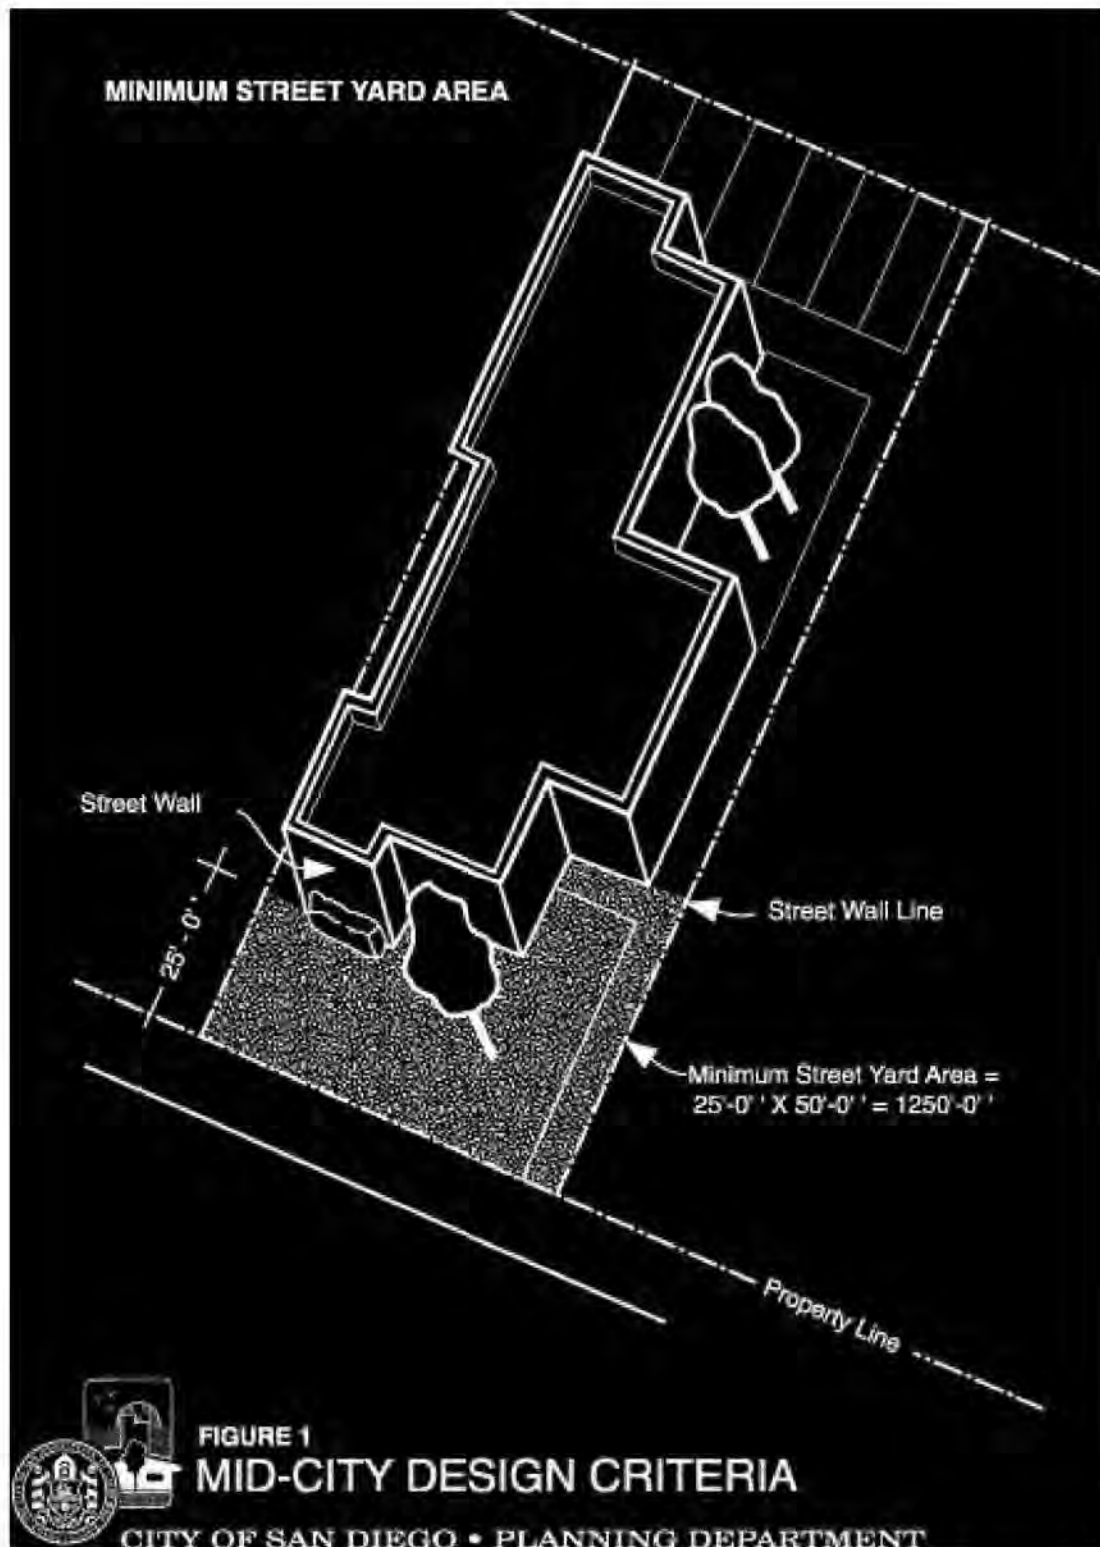 MINIMUM STREET YARD AREA
Street Wall
25'-0''
Street Wall Line
Minimum Street Yard Area =
25'-0'' X 50'-0'' = 1250'-0''
Property Line
FIGURE 1
MID-CITY DESIGN CRITERIA
CITY OF SAN DIEGO • PLANNING DEPARTMENT